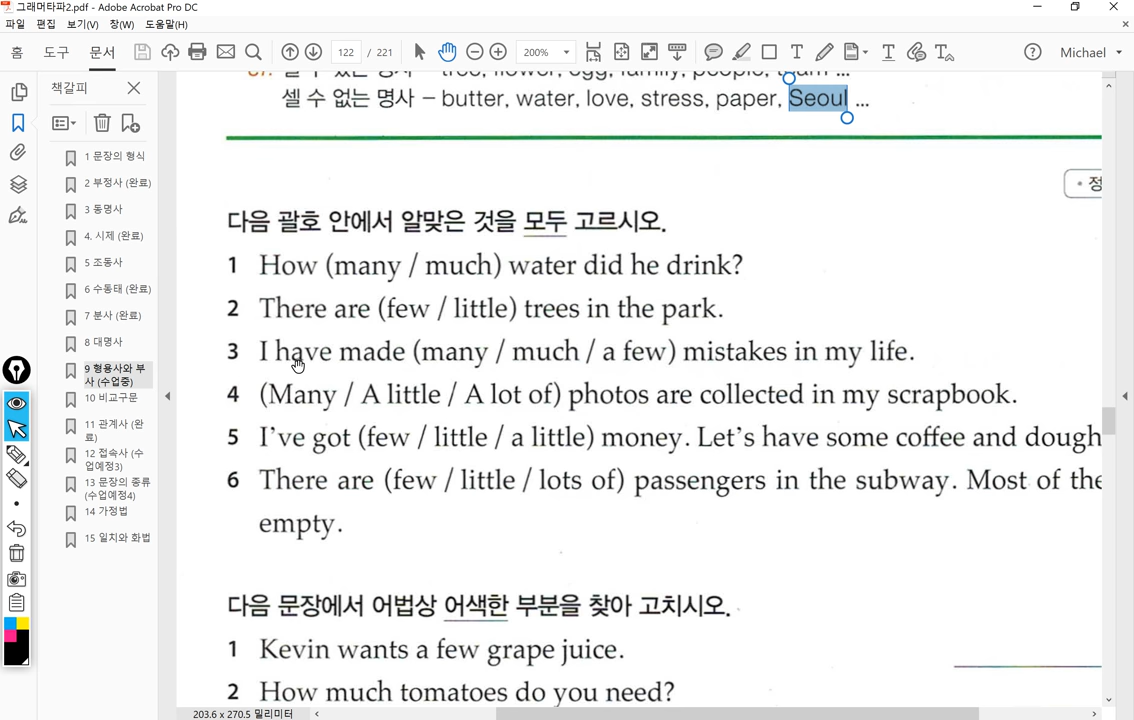 그래머타파2.pdf - Adobe Acrobat Pro DC
파일 편집 보기(V) 창(W) 도움말(H)
홈 도구 문서 122 / 221 200% Michael
책갈피
1 문장의 형식
2 부정사 (완료)
3 동명사
4. 시제 (완료)
5 조동사
6 수동태 (완료)
7 분사 (완료)
8 대명사
9 형용사와 부
사 (수업중)
10 비교구문
11 관계사 (완
료)
12 접속사 (수
업예정3)
13 문장의 종류
(수업예정4)
14 가정법
15 일치와 화법
tree, flower, egg, family, people,
셀 수 없는 명사 – butter, water, love, stress, paper, Seoul ...
• 정
다음 괄호 안에서 알맞은 것을 모두 고르시오.
1 How (many / much) water did he drink?
2 There are (few / little) trees in the park.
3 I have made (many / much / a few) mistakes in my life.
4 (Many / A little / A lot of) photos are collected in my scrapbook.
5 I've got (few / little / a little) money. Let's have some coffee and dough
6 There are (few / little / lots of) passengers in the subway. Most of the
empty.
다음 문장에서 어법상 어색한 부분을 찾아 고치시오.
1 Kevin wants a few grape juice.
2 How much tomatoes do you need?
203.6 x 270.5 밀리미터